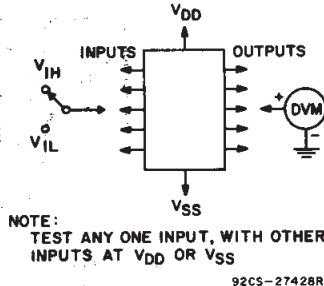 VDD
INPUTS
OUTPUTS
VIH
VIL
+
DVM
-
VSS
NOTE:
TEST ANY ONE INPUT, WITH OTHER
INPUTS AT VDD OR VSS
92CS-27428R